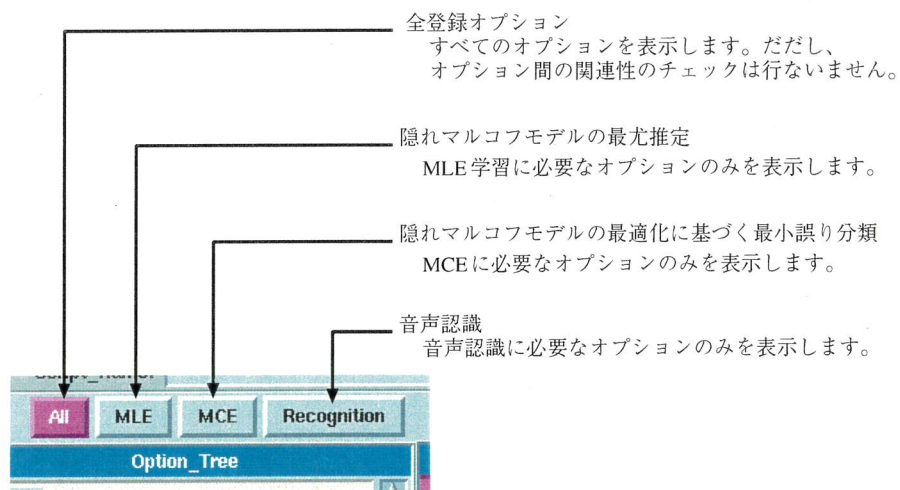 全登録オプション
すべてのオプションを表示します。だだし、
オプション間の関連性のチェックは行ないません。
隠れマルコフモデルの最尤推定
MLE学習に必要なオプションのみを表示します。
隠れマルコフモデルの最適化に基づく最小誤り分類
MCEに必要なオプションのみを表示します。
音声認識
音声認識に必要なオプションのみを表示します。
All MLE MCE Recognition
Option_Tree